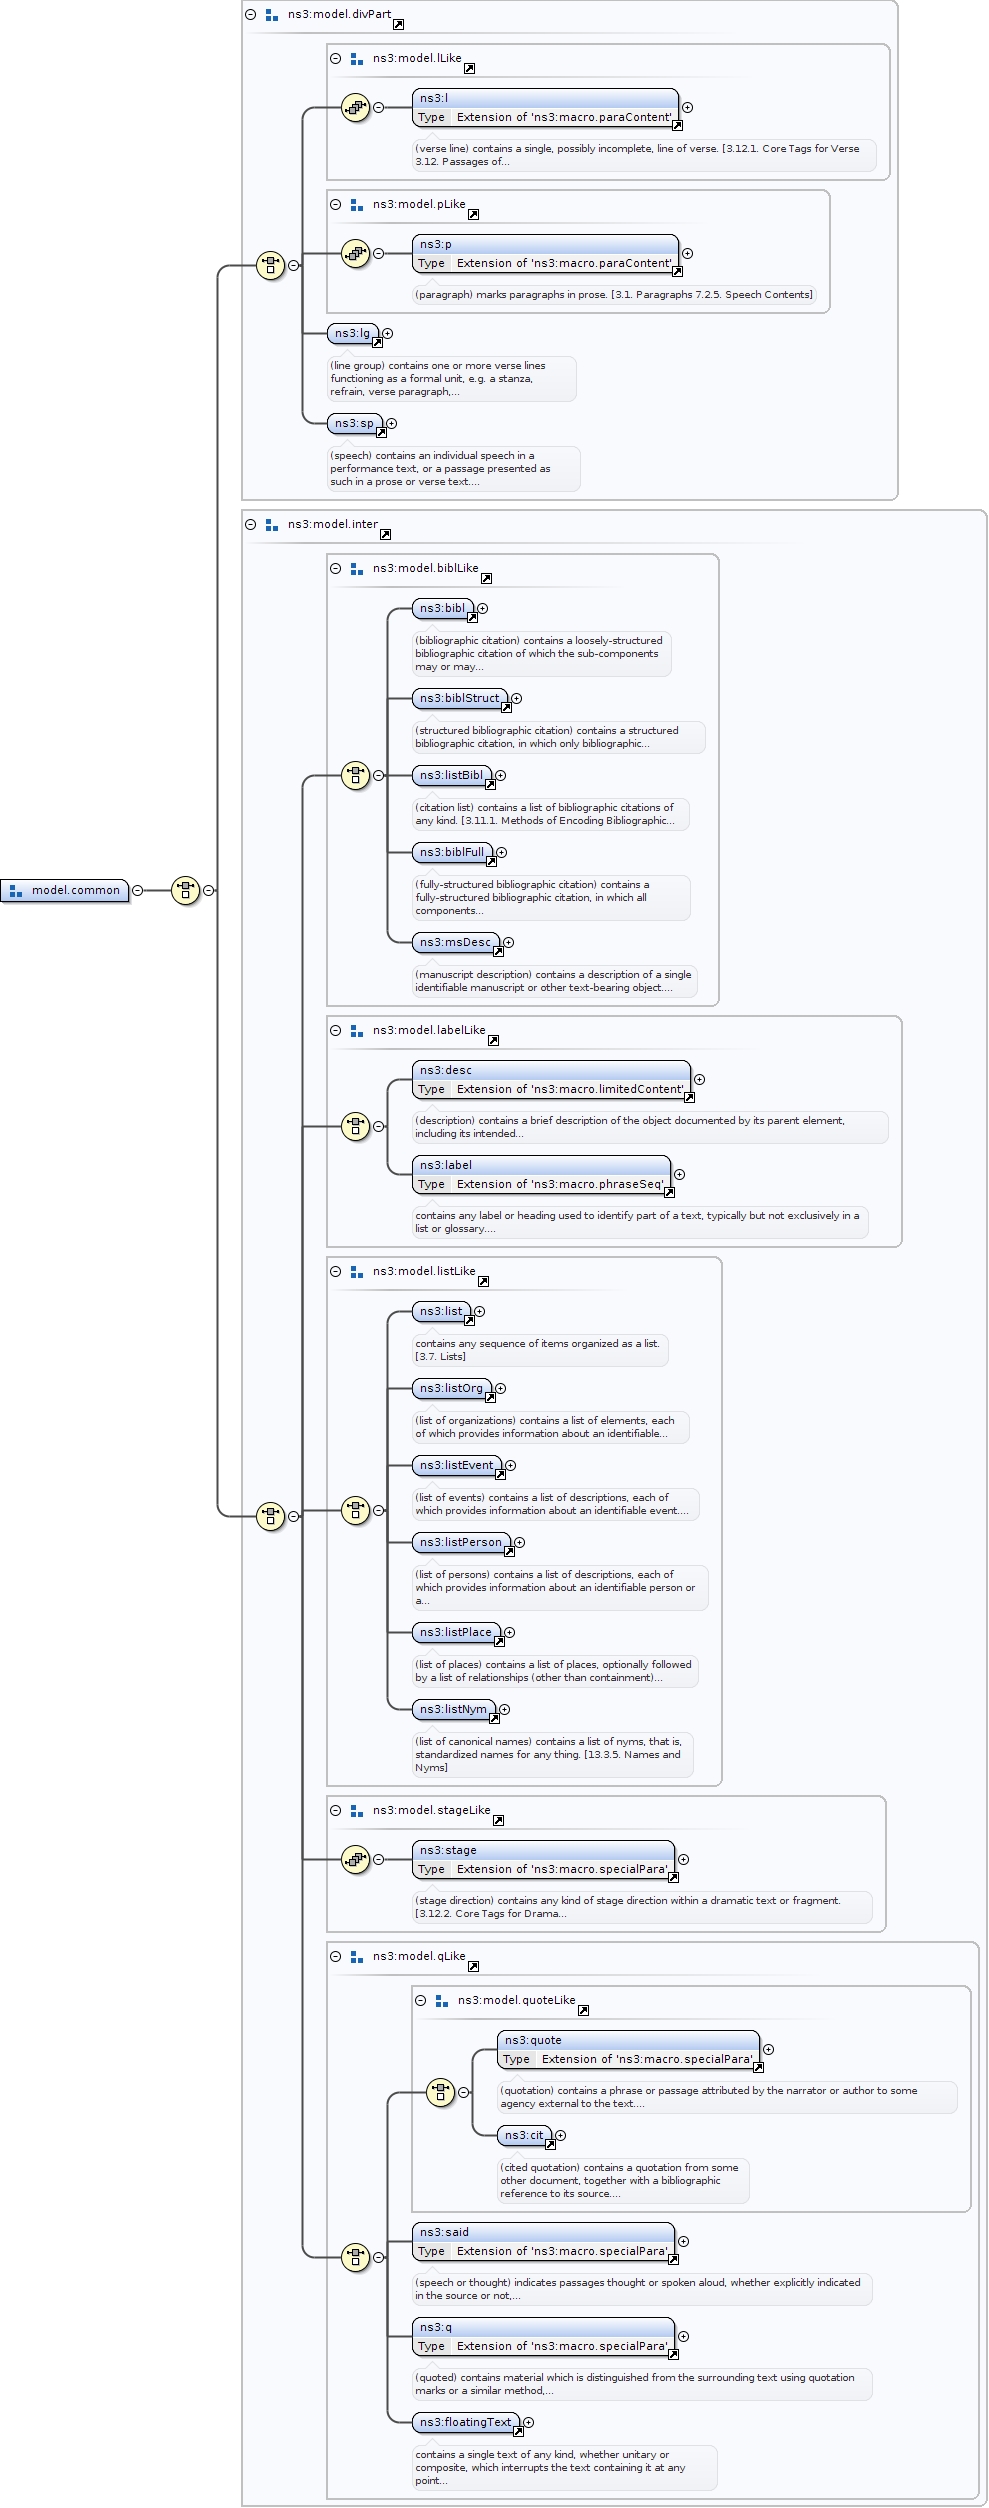 ns3:model.divPart
ns3:model.lLike
ns3:l
Type Extension of 'ns3:macro.paraContent'
(verse line) contains a single, possibly incomplete, line of verse. [3.12.1. Core Tags for Verse
3.12. Passages of...
ns3:model.pLike
ns3:p
Type Extension of 'ns3:macro.paraContent'
(paragraph) marks paragraphs in prose. [3.1. Paragraphs 7.2.5. Speech Contents]
ns3:lg
(line group) contains one or more verse lines
functioning as a formal unit, e.g. a stanza,
refrain, verse paragraph,...
ns3:sp
(speech) contains an individual speech in a
performance text, or a passage presented as
such in a prose or verse text....
ns3:model.inter
ns3:model.biblLike
ns3:bibl
(bibliographic citation) contains a loosely-structured
bibliographic citation of which the sub-components
may or may...
ns3:biblStruct
(structured bibliographic citation) contains a structured
bibliographic citation, in which only bibliographic...
ns3:listBibl
(citation list) contains a list of bibliographic citations of
any kind. [3.11.1. Methods of Encoding Bibliographic...
ns3:biblFull
(fully-structured bibliographic citation) contains a
fully-structured bibliographic citation, in which all
components...
model.common
ns3:msDesc
(manuscript description) contains a description of a single
identifiable manuscript or other text-bearing object....
ns3:model.labelLike
ns3:desc
Type Extension of 'ns3:macro.limitedContent'
(description) contains a brief description of the object documented by its parent element,
including its intended...
ns3:label
Type Extension of 'ns3:macro.phraseSeq'
contains any label or heading used to identify part of a text, typically but not exclusively in a
list or glossary....
ns3:model.listLike
ns3:list
contains any sequence of items organized as a list.
[3.7. Lists]
ns3:listOrg
(list of organizations) contains a list of elements, each
of which provides information about an identifiable...
ns3:listEvent
(list of events) contains a list of descriptions, each of
which provides information about an identifiable event....
ns3:listPerson
(list of persons) contains a list of descriptions, each of
which provides information about an identifiable person or
a...
ns3:listPlace
(list of places) contains a list of places, optionally followed
by a list of relationships (other than containment)...
ns3:listNym
(list of canonical names) contains a list of nyms, that is,
standardized names for any thing. [13.3.5. Names and
Nyms]
ns3:model.stageLike
ns3:stage
Type Extension of 'ns3:macro.specialPara'
(stage direction) contains any kind of stage direction within a dramatic text or fragment.
[3.12.2. Core Tags for Drama...
ns3:model.qLike
ns3:model.quoteLike
ns3:quote
Type Extension of 'ns3:macro.specialPara'
(quotation) contains a phrase or passage attributed by the narrator or author to some
agency external to the text....
ns3:cit
(cited quotation) contains a quotation from some
other document, together with a bibliographic
reference to its source....
ns3:said
Type Extension of 'ns3:macro.specialPara'
(speech or thought) indicates passages thought or spoken aloud, whether explicitly indicated
in the source or not,...
ns3:q
Type Extension of 'ns3:macro.specialPara'
(quoted) contains material which is distinguished from the surrounding text using quotation
marks or a similar method,...
ns3:floatingText
contains a single text of any kind, whether unitary or
composite, which interrupts the text containing it at any
point...